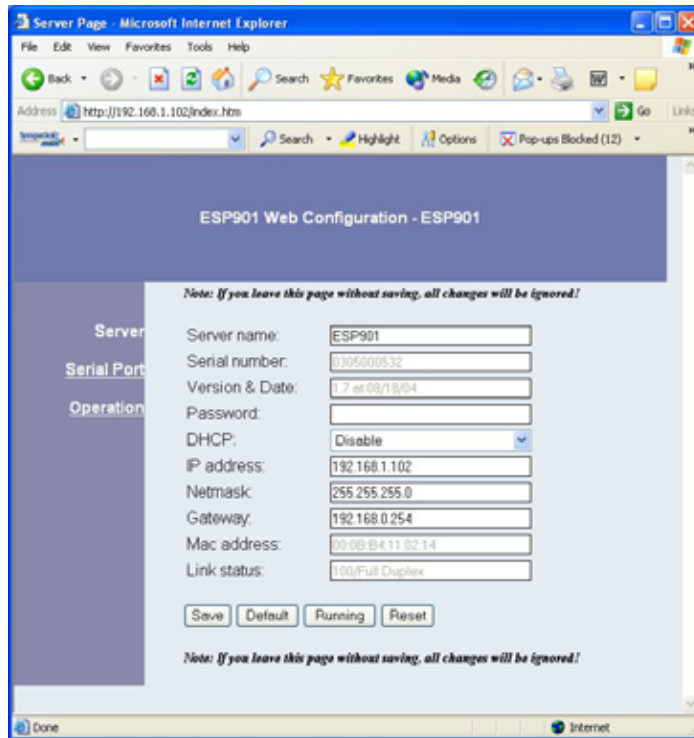 Server Page - Microsoft Internet Explorer
File Edit View Favorites Tools Help
Back Search Favorites Media
Address http://192.168.1.102/index.htm Go Links
Search Highlight Options Pop-ups Blocked (12)
ESP901 Web Configuration - ESP901
Note: If you leave this page without saving, all changes will be ignored!
Server
Serial Port
Operation
Server name: ESP901
Serial number: 0305000532
Version & Date: 1.7 at 08/18/04
Password:
DHCP: Disable
IP address: 192.168.1.102
Netmask: 255.255.255.0
Gateway: 192.168.0.254
Mac address: 00:0B:B4:11:02:14
Link status: 100/Full Duplex
Save Default Running Reset
Note: If you leave this page without saving, all changes will be ignored!
Done Internet